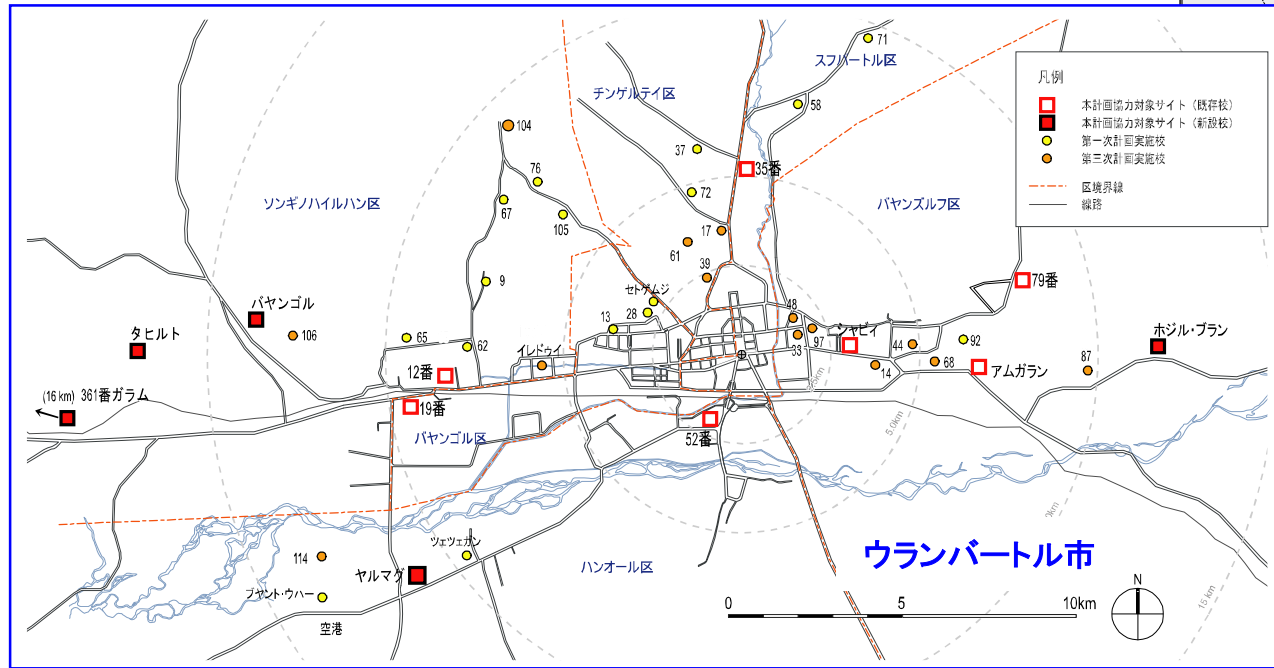 71
スフバートル区
凡例
チンゲルテイ区
本計画協力対象サイト（既存校）
58
本計画協力対象サイト（新設校）
104
第一次計画実施校
37
35番
第三次計画実施校
76
72
区境界線
ソンギノハイルハン区
67
バヤンズルフ区
線路
105
17
61
39
9
セトゲムジ
79番
バヤンゴル
28
48
13
シャビィ
ホジル・ブラン
タヒルト
106
65
97
33
44
92
62
イレドゥイ
12番
68
87
14
アムガラン
(16 km) 361番ガラム
19番
5.0km
バヤンゴル区
52番
ツェツェガン
114
ウランバートル市
ヤルマグ
ハンオール区
N
ブヤント・ウハー
0
5
10km
15 km
空港